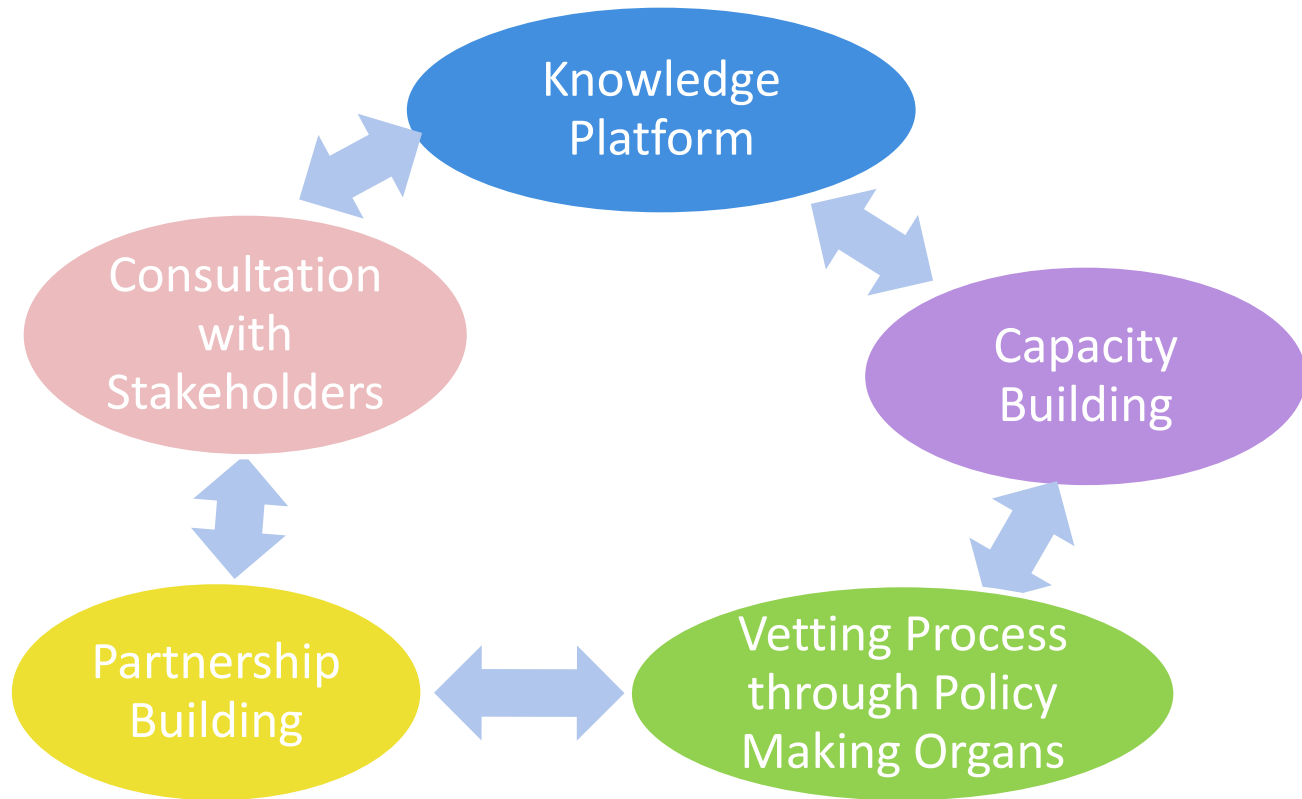 Knowledge
Platform
Consultation
with
Stakeholders
Capacity
Building
Partnership
Building
Vetting Process
through Policy
Making Organs